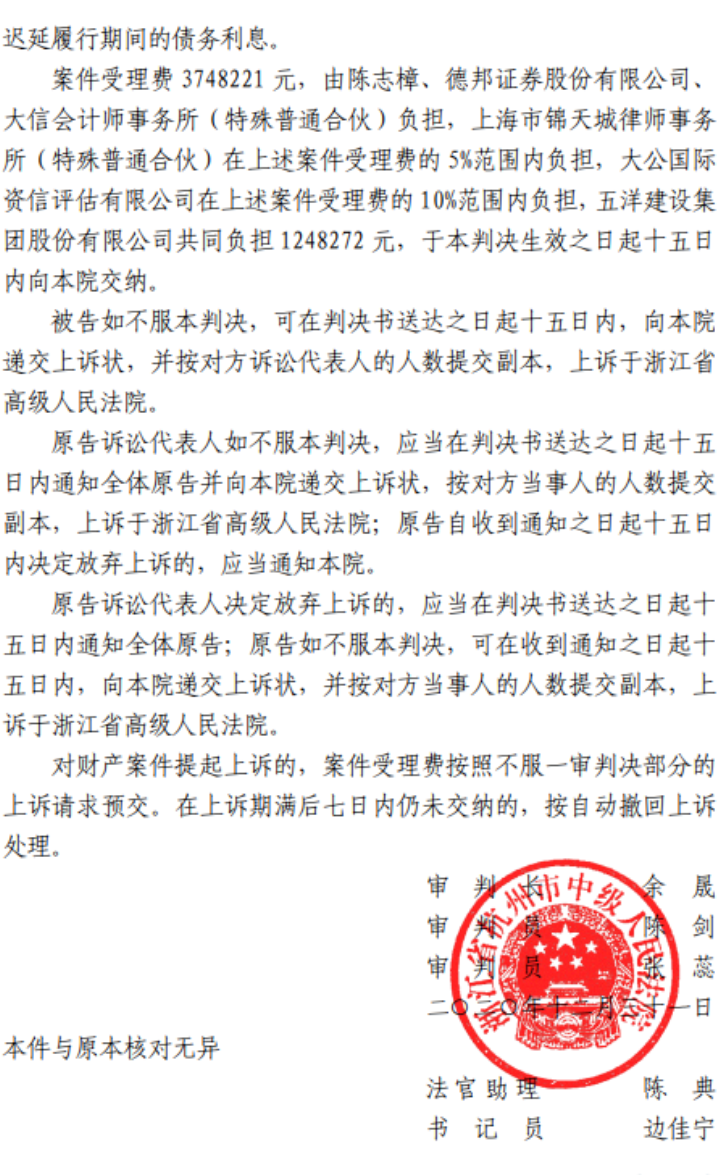 迟延履行期间的债务利息。
案件受理费 3748221 元，由陈志樟、德邦证券股份有限公司、
大信会计师事务所（特殊普通合伙）负担，上海市锦天城律师事务
所（特殊普通合伙）在上述案件受理费的 5%范围内负担，大公国际
资信评估有限公司在上述案件受理费的 10%范围内负担，五洋建设集
团股份有限公司共同负担 1248272 元，于本判决生效之日起十五日
内向本院交纳。
被告如不服本判决，可在判决书送达之日起十五日内，向本院
递交上诉状，并按对方诉讼代表人的人数提交副本，上诉于浙江省
高级人民法院。
原告诉讼代表人如不服本判决，应当在判决书送达之日起十五
日内通知全体原告并向本院递交上诉状，按对方当事人的人数提交
副本，上诉于浙江省高级人民法院；原告自收到通知之日起十五日
内决定放弃上诉的，应当通知本院。
原告诉讼代表人决定放弃上诉的，应当在判决书送达之日起十
五日内通知全体原告；原告如不服本判决，可在收到通知之日起十
五日内，向本院递交上诉状，并按对方当事人的人数提交副本，上
诉于浙江省高级人民法院。
对财产案件提起上诉的，案件受理费按照不服一审判决部分的
上诉请求预交。在上诉期满后七日内仍未交纳的，按自动撤回上诉
处理。
审 判 长 余 晟
审 判 员 陈 剑
审 判 员 张 蕊
二〇二〇年十二月三十一日
浙江省杭州市中级人民法院
本件与原本核对无异
法官助理 陈 典
书 记 员 边佳宁